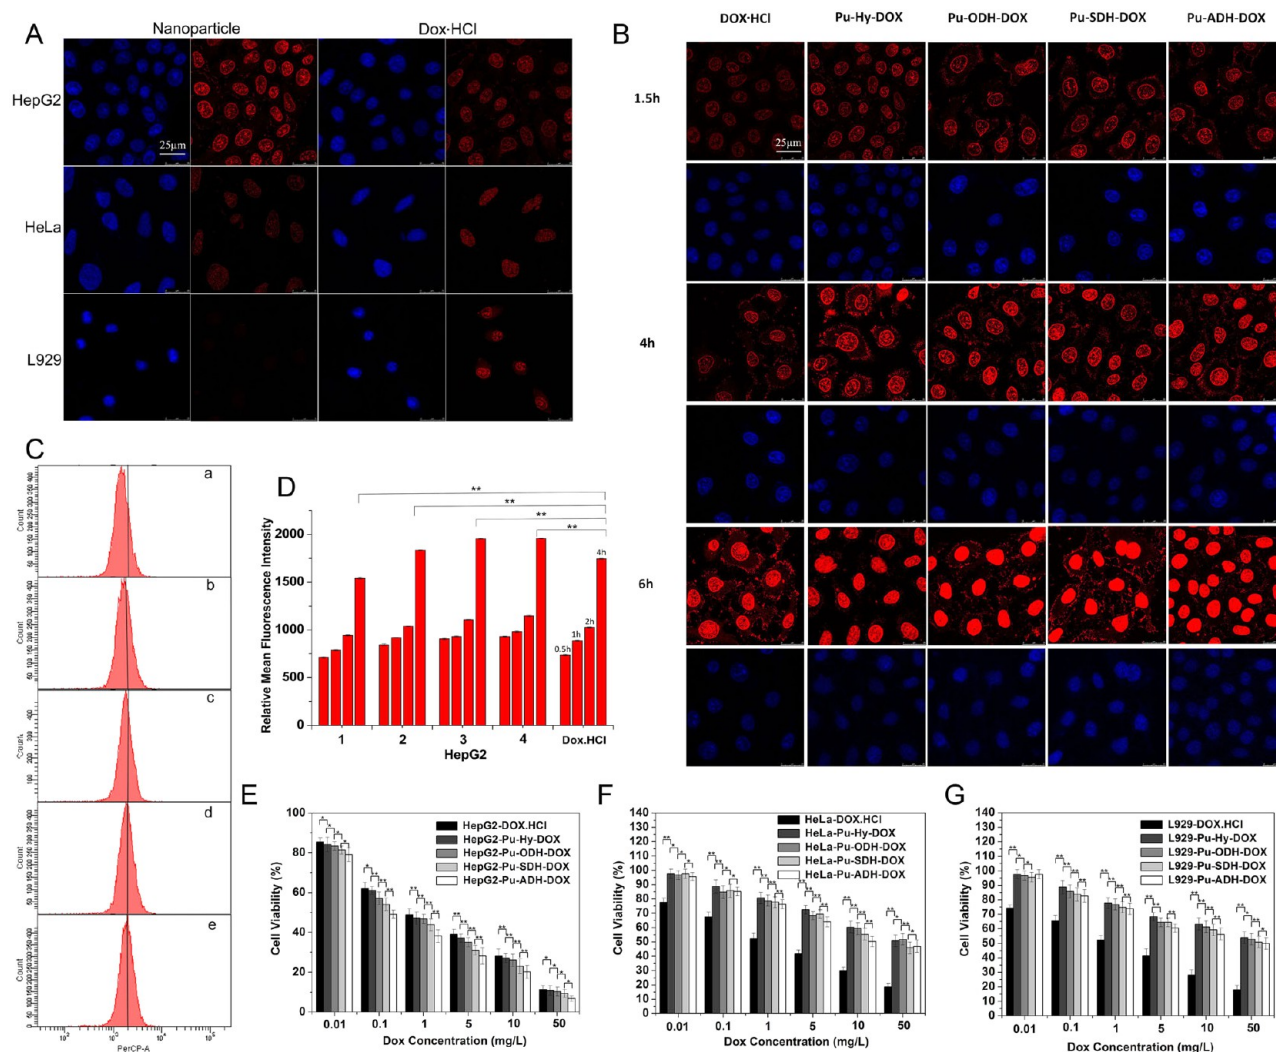 A
Nanoparticle
Dox·HCl
HepG2
25μm
HeLa
L929
B
DOX·HCl
Pu-Hy-DOX
Pu-ODH-DOX
Pu-SDH-DOX
Pu-ADH-DOX
1.5h
25μm
4h
6h
C
a
b
c
d
e
Count
Count
Count
Count
PerCP-A
D
** 
**
**
**
Relative Mean Fluorescence Intensity
2000
1500
1000
500
0
0.5h
1h
2h
4h
1 2 3 4 Dox.HCl
HepG2
E
Cell Viability (%)
100
80
60
40
20
0
HepG2-DOX.HCl
HepG2-Pu-Hy-DOX
HepG2-Pu-ODH-DOX
HepG2-Pu-SDH-DOX
HepG2-Pu-ADH-DOX
0.01 0.1 1 5 10 50
Dox Concentration (mg/L)
F
Cell Viability (%)
140
130
120
110
100
90
80
70
60
50
40
30
20
10
0
HeLa-DOX.HCl
HeLa-Pu-Hy-DOX
HeLa-Pu-ODH-DOX
HeLa-Pu-SDH-DOX
HeLa-Pu-ADH-DOX
0.01 0.1 1 5 10 50
Dox Concentration (mg/L)
G
Cell Viability (%)
140
130
120
110
100
90
80
70
60
50
40
30
20
10
0
L929-DOX.HCl
L929-Pu-Hy-DOX
L929-Pu-ODH-DOX
L929-Pu-SDH-DOX
L929-Pu-ADH-DOX
0.01 0.1 1 5 10 50
Dox Concentration (mg/L)